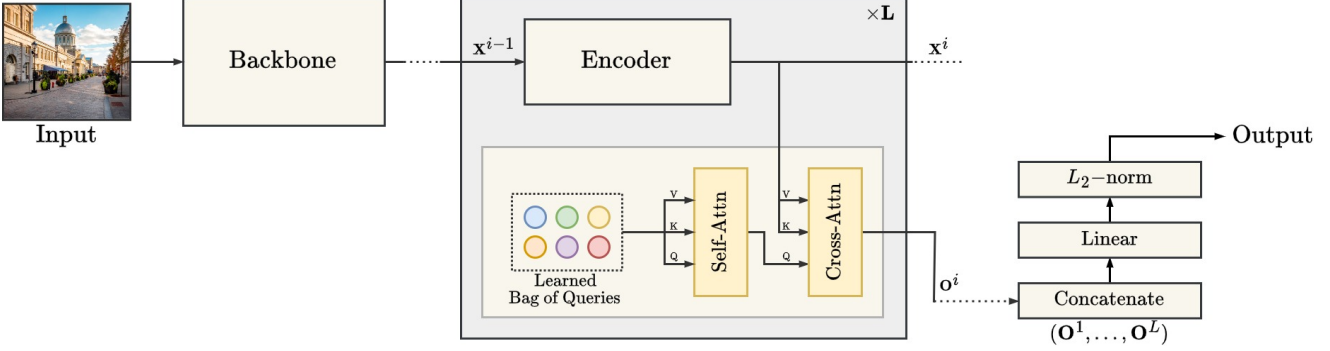 Input
Backbone
×L
x^{i-1}
Encoder
x^i
Learned
Bag of Queries
V
K
Q
Self-Attn
V
K
Q
Cross-Attn
O^i
Output
L_2-norm
Linear
Concatenate
(O^1, ..., O^L)